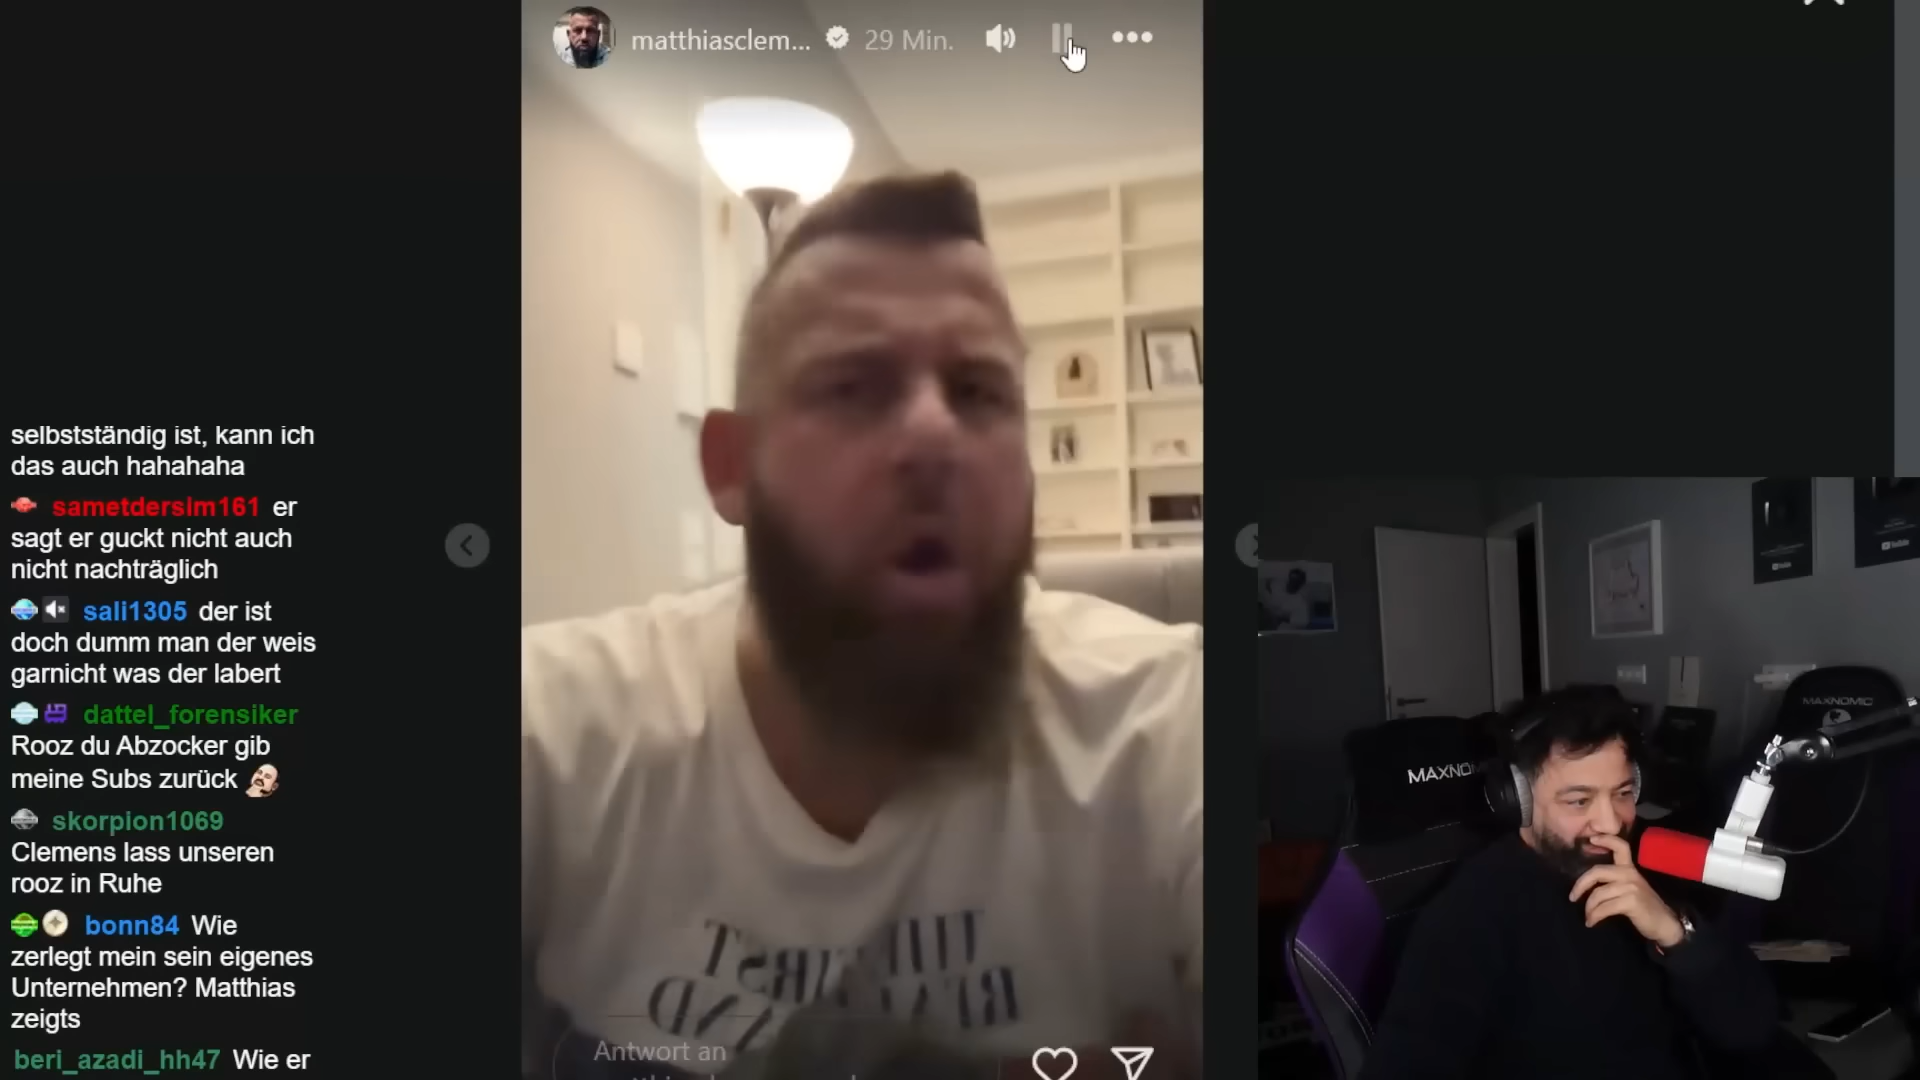 matthiasclem... 29 Min.
selbstständig ist, kann ich
das auch hahahaha
sametdersim161 er
sagt er guckt nicht auch
nicht nachträglich
sali1305 der ist
doch dumm man der weis
garnicht was der labert
dattel_forensiker
Rooz du Abzocker gib
meine Subs zurück
skorpion1069
Clemens lass unseren
rooz in Ruhe
bonn84 Wie
zerlegt mein sein eigenes
Unternehmen? Matthias
zeigts
beri_azadi_hh47 Wie er
THE FIRST
Antwort an
MAXNOMIC
MAXNO